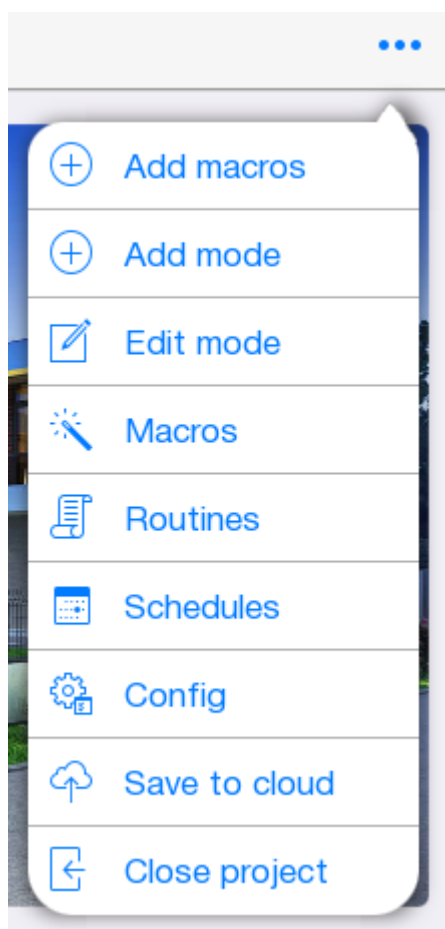 Add macros
Add mode
Edit mode
Macros
Routines
Schedules
Config
Save to cloud
Close project